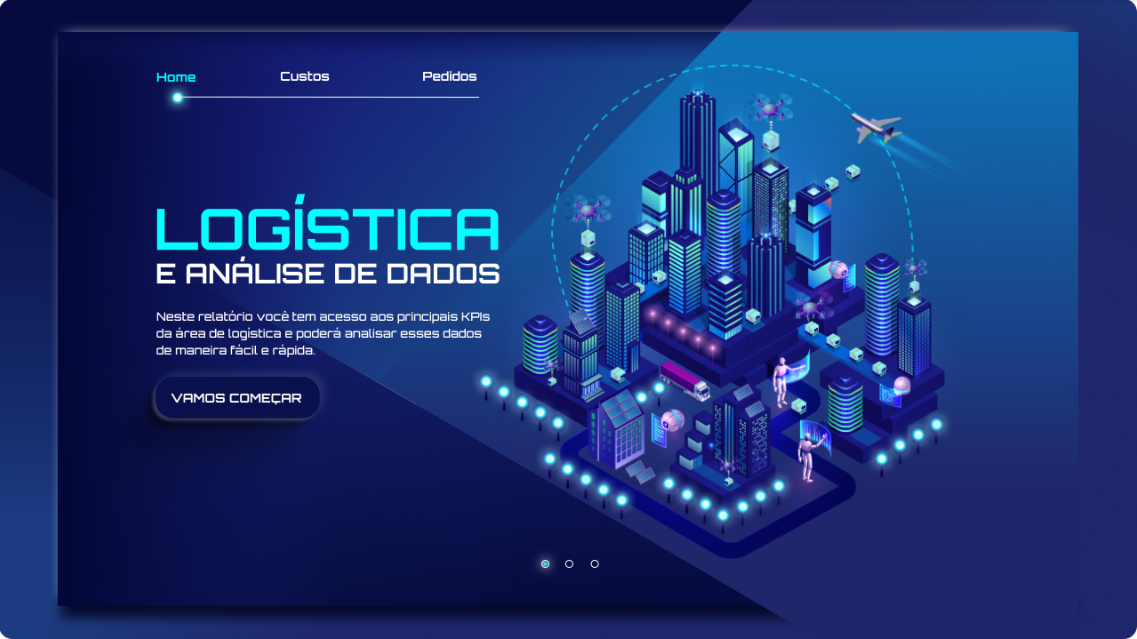 Home Custos Pedidos
LOGÍSTICA
E ANÁLISE DE DADOS
Neste relatório você tem acesso aos principais KPIs
da área de logística e poderá analisar esses dados
de maneira fácil e rápida.
VAMOS COMEÇAR